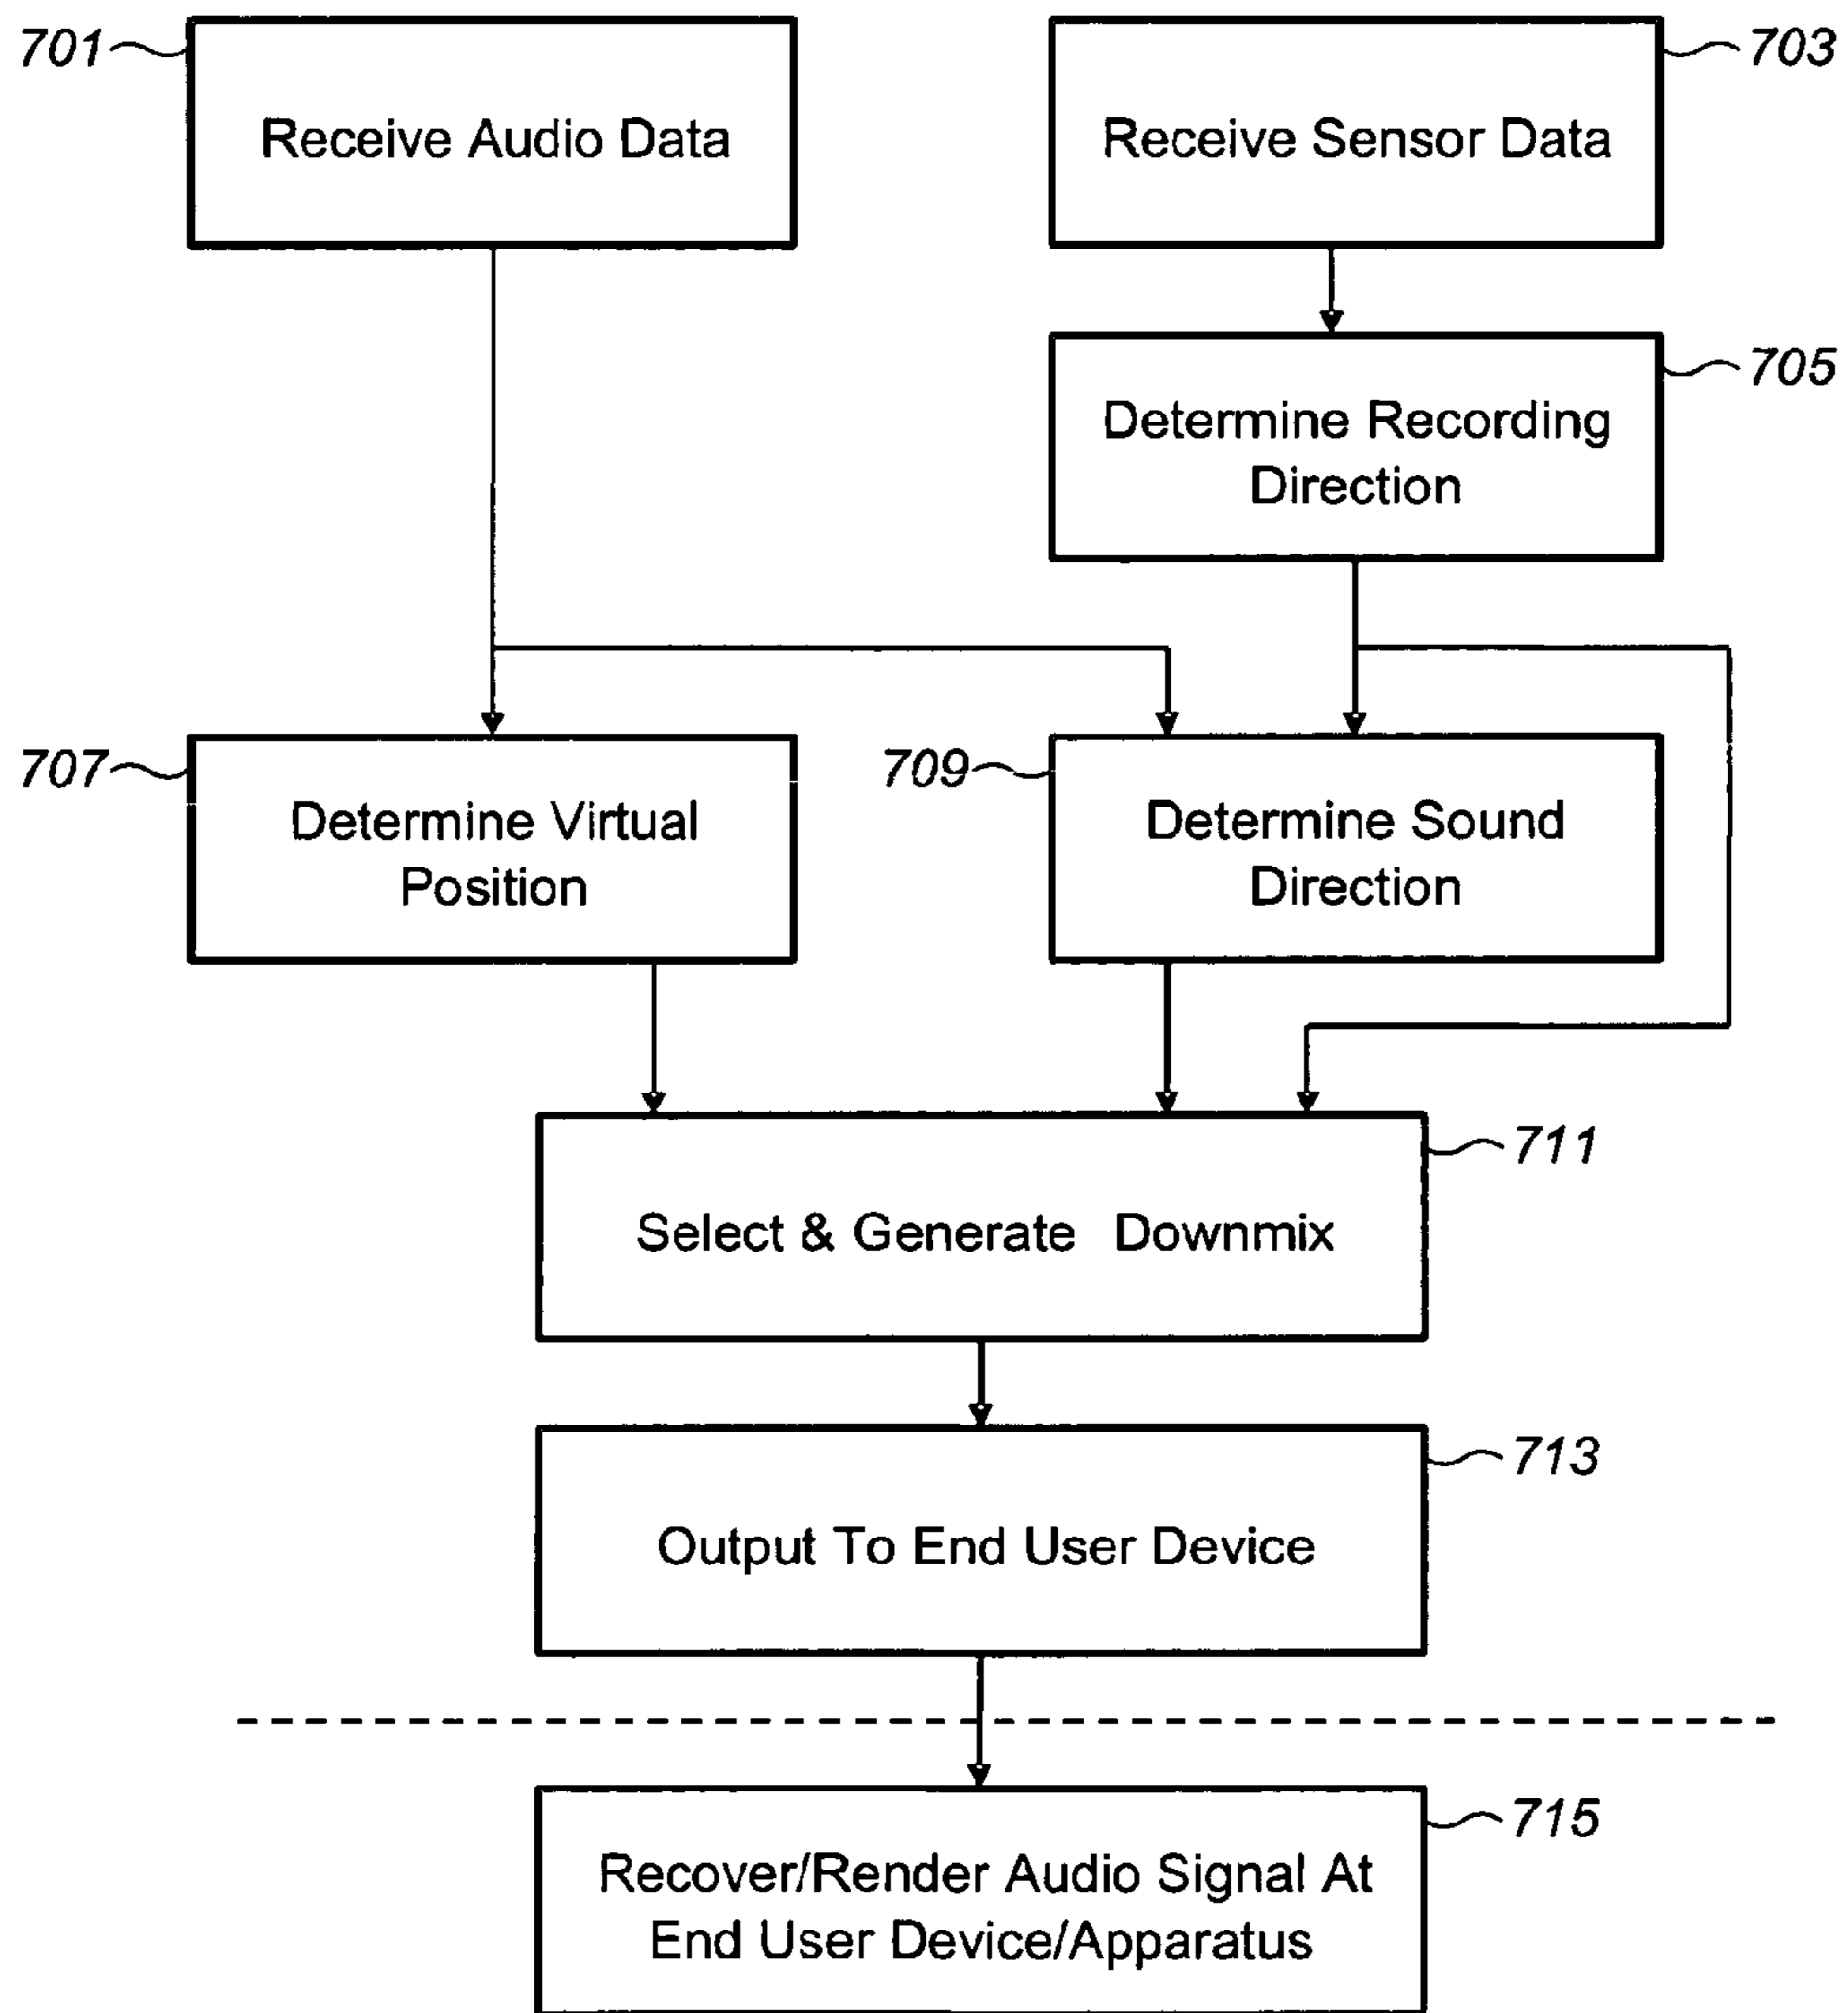 701
Receive Audio Data
703
Receive Sensor Data
705
Determine Recording
Direction
707
Determine Virtual
Position
709
Determine Sound
Direction
711
Select & Generate Downmix
713
Output To End User Device
715
Recover/Render Audio Signal At
End User Device/Apparatus